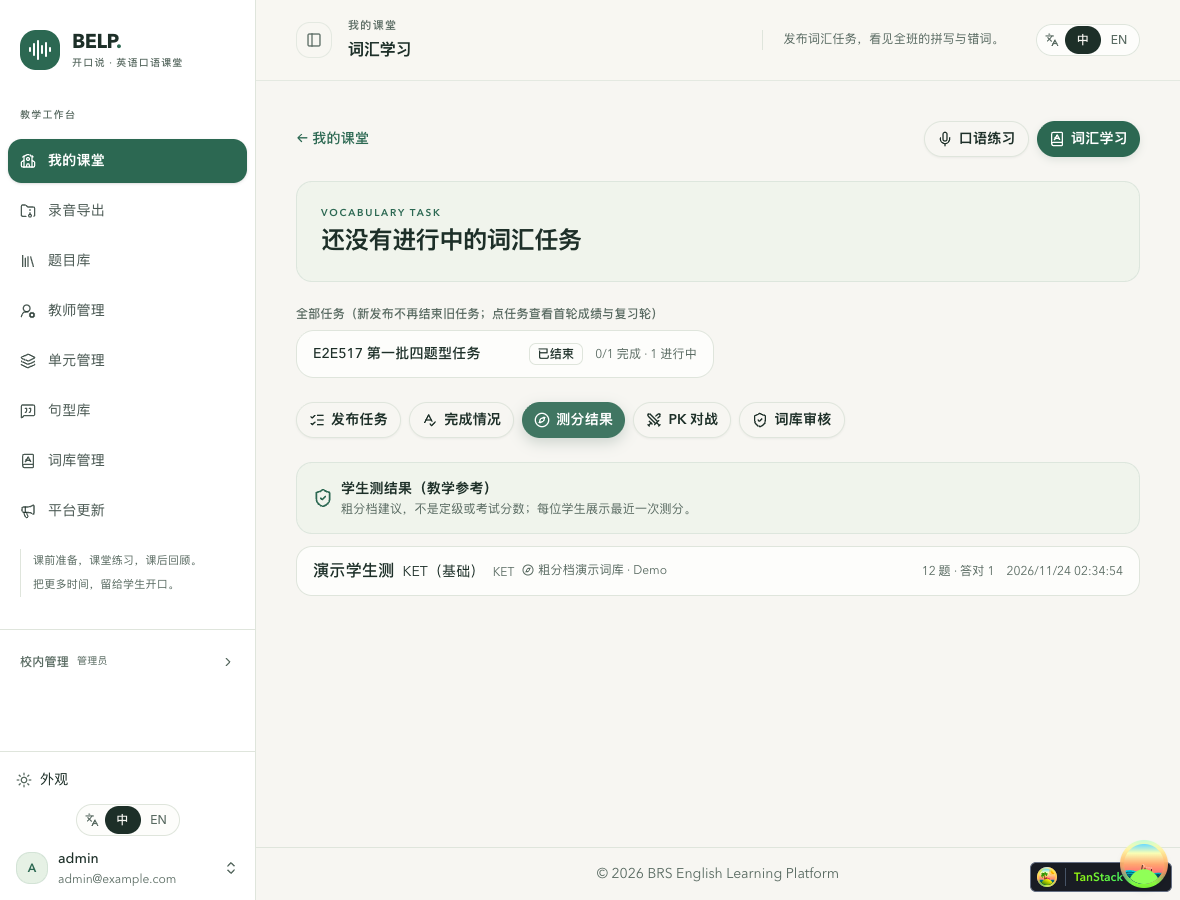 BELP.
开口说 · 英语口语课堂
教学工作台
我的课堂
录音导出
题目库
教师管理
单元管理
句型库
词库管理
平台更新
课前准备，课堂练习，课后回顾。
把更多时间，留给学生开口。
校内管理 管理员
外观
中 EN
A
admin
admin@example.com
我的课堂
词汇学习
发布词汇任务，看见全班的拼写与错词。
中 EN
← 我的课堂
口语练习
词汇学习
VOCABULARY TASK
还没有进行中的词汇任务
全部任务（新发布不再结束旧任务；点任务查看首轮成绩与复习轮）
E2E517 第一批四题型任务 已结束 0/1 完成 · 1 进行中
发布任务 完成情况 测分结果 PK 对战 词库审核
学生测结果（教学参考）
粗分档建议，不是定级或考试分数；每位学生展示最近一次测分。
演示学生测 KET（基础） KET 粗分档演示词库 · Demo 12 题 · 答对 1 2026/11/24 02:34:54
© 2026 BRS English Learning Platform
TanStack